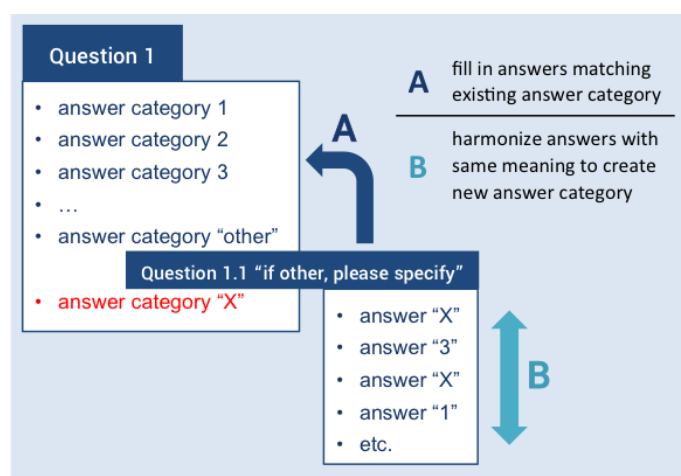 Question 1
• answer category 1
• answer category 2
• answer category 3
• …
• answer category “other”
• answer category “X”
A
Question 1.1 “if other, please specify”
• answer “X”
• answer “3”
• answer “X”
• answer “1”
• etc.
B
A
fill in answers matching
existing answer category
B
harmonize answers with
same meaning to create
new answer category